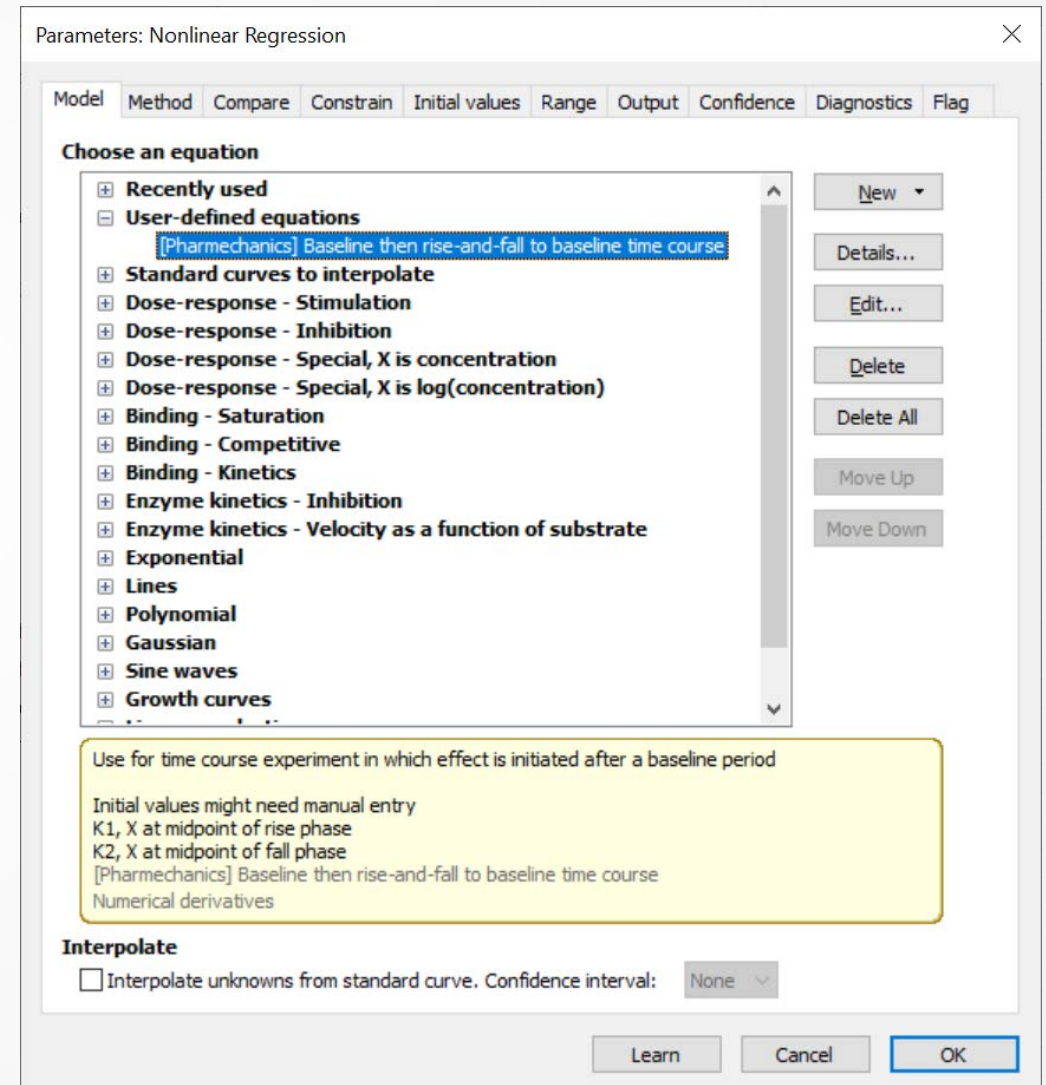 Parameters: Nonlinear Regression
Model Method Compare Constrain Initial values Range Output Confidence Diagnostics Flag
Choose an equation
Recently used
User-defined equations
[Pharmechanics] Baseline then rise-and-fall to baseline time course
Standard curves to interpolate
Dose-response - Stimulation
Dose-response - Inhibition
Dose-response - Special, X is concentration
Dose-response - Special, X is log(concentration)
Binding - Saturation
Binding - Competitive
Binding - Kinetics
Enzyme kinetics - Inhibition
Enzyme kinetics - Velocity as a function of substrate
Exponential
Lines
Polynomial
Gaussian
Sine waves
Growth curves
New
Details...
Edit...
Delete
Delete All
Move Up
Move Down
Use for time course experiment in which effect is initiated after a baseline period
Initial values might need manual entry
K1, X at midpoint of rise phase
K2, X at midpoint of fall phase
[Pharmechanics] Baseline then rise-and-fall to baseline time course
Numerical derivatives
Interpolate
Interpolate unknowns from standard curve. Confidence interval: None
Learn Cancel OK